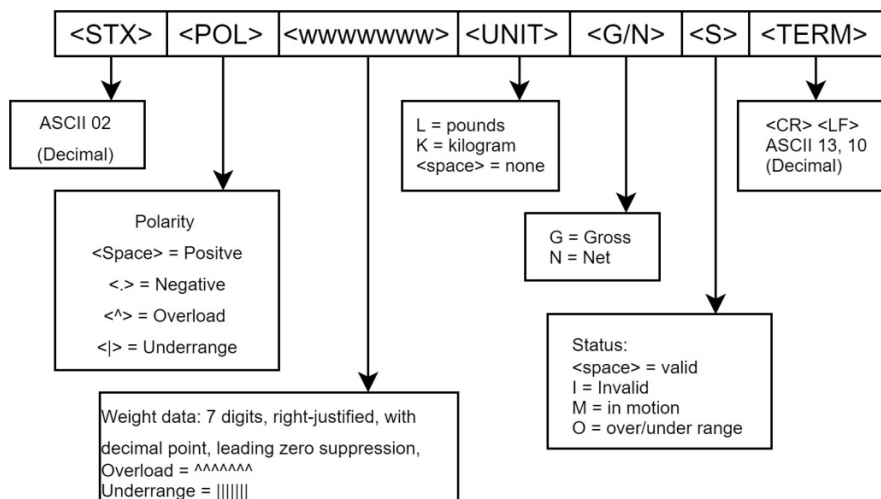 <STX> <POL> <wwwwwww> <UNIT> <G/N> <S> <TERM>
ASCII 02
(Decimal)
Polarity
<Space> = Positve
<.> = Negative
<^> = Overload
<|> = Underrange
Weight data: 7 digits, right-justified, with
decimal point, leading zero suppression,
Overload = ^^^^^^^
Underrange = |||||||
L = pounds
K = kilogram
<space> = none
G = Gross
N = Net
Status:
<space> = valid
I = Invalid
M = in motion
O = over/under range
<CR> <LF>
ASCII 13, 10
(Decimal)